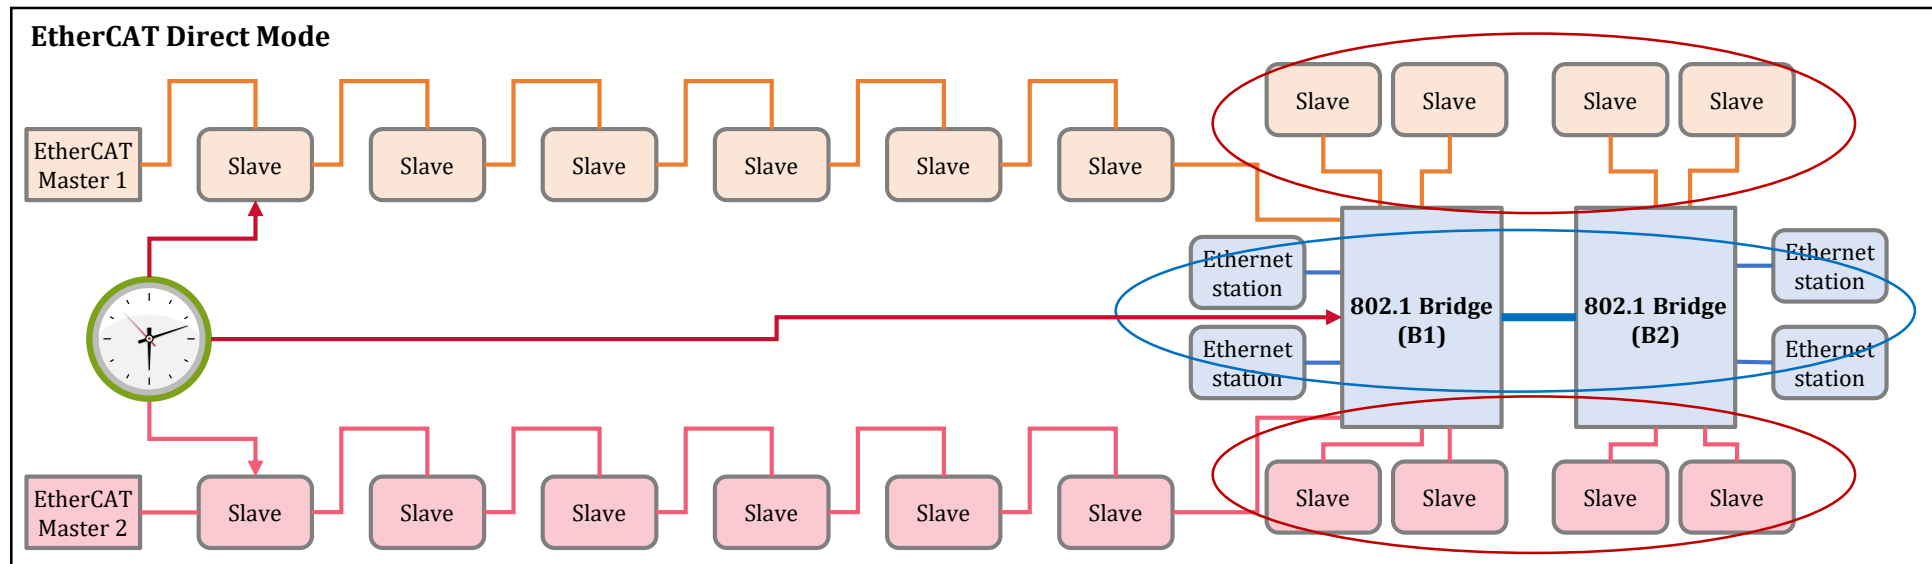 EtherCAT Direct Mode
Slave
Slave
Slave
Slave
EtherCAT
Master 1
Slave
Slave
Slave
Slave
Slave
Slave
Ethernet
station
802.1 Bridge
(B1)
802.1 Bridge
(B2)
Ethernet
station
Ethernet
station
Ethernet
station
EtherCAT
Master 2
Slave
Slave
Slave
Slave
Slave
Slave
Slave
Slave
Slave
Slave